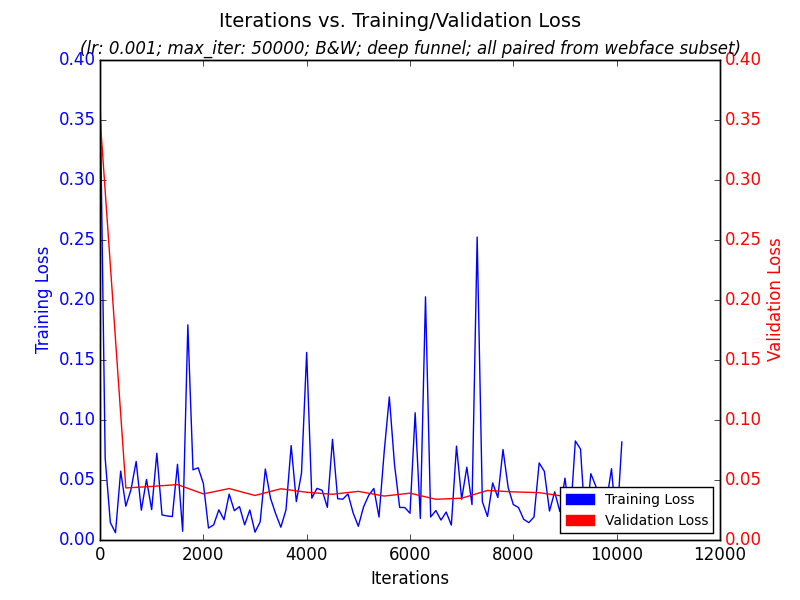 Iterations vs. Training/Validation Loss
(lr: 0.001; max_iter: 50000; B&W; deep funnel; all paired from webface subset)
0.40 0.40
0.35 0.35
0.30 0.30
0.25 0.25
0.20 0.20
0.15 0.15
0.10 0.10
0.05 0.05
0.00 0.00
Training Loss
Validation Loss
Training Loss
Validation Loss
0 2000 4000 6000 8000 10000 12000
Iterations